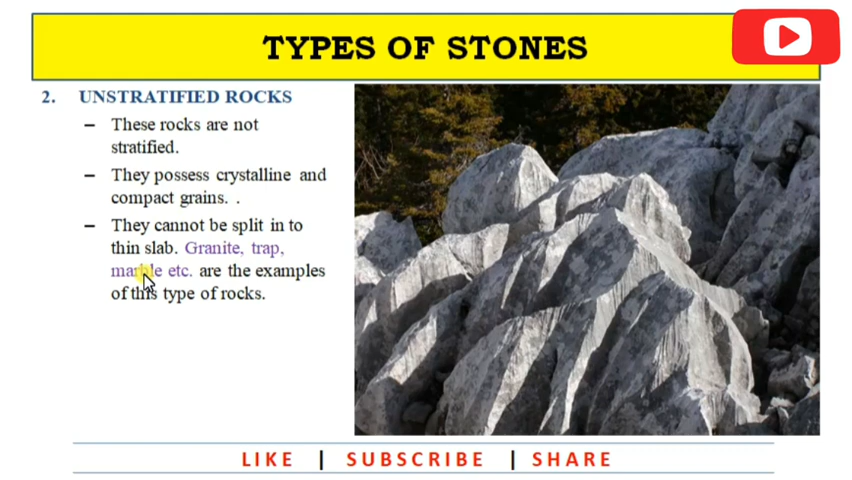 TYPES OF STONES
2. UNSTRATIFIED ROCKS
– These rocks are not
stratified.
– They possess crystalline and
compact grains. .
– They cannot be split in to
thin slab. Granite, trap,
marble etc. are the examples
of this type of rocks.
LIKE | SUBSCRIBE | SHARE